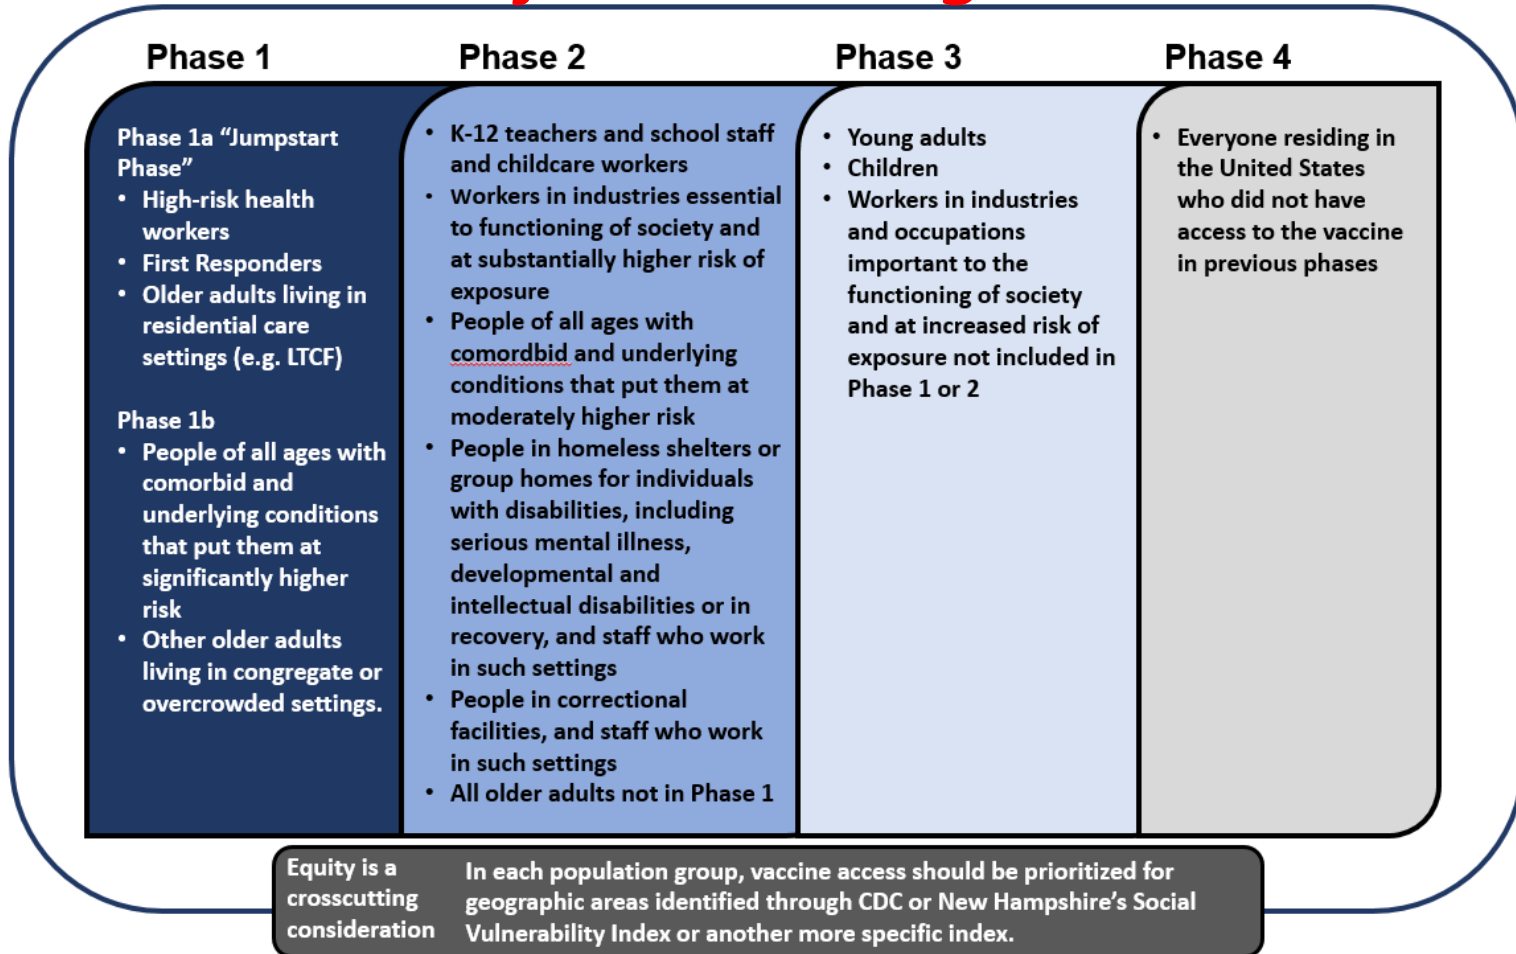 Phase 1
Phase 2
Phase 3
Phase 4
Phase 1a “Jumpstart
Phase”
• High-risk health
workers
• First Responders
• Older adults living in
residential care
settings (e.g. LTCF)
Phase 1b
• People of all ages with
comorbid and
underlying conditions
that put them at
significantly higher
risk
• Other older adults
living in congregate or
overcrowded settings.
• K-12 teachers and school staff
and childcare workers
• Workers in industries essential
to functioning of society and
at substantially higher risk of
exposure
• People of all ages with
comordbid and underlying
conditions that put them at
moderately higher risk
• People in homeless shelters or
group homes for individuals
with disabilities, including
serious mental illness,
developmental and
intellectual disabilities or in
recovery, and staff who work
in such settings
• People in correctional
facilities, and staff who work
in such settings
• All older adults not in Phase 1
• Young adults
• Children
• Workers in industries
and occupations
important to the
functioning of society
and at increased risk of
exposure not included in
Phase 1 or 2
• Everyone residing in
the United States
who did not have
access to the vaccine
in previous phases
Equity is a
crosscutting
consideration
In each population group, vaccine access should be prioritized for
geographic areas identified through CDC or New Hampshire’s Social
Vulnerability Index or another more specific index.